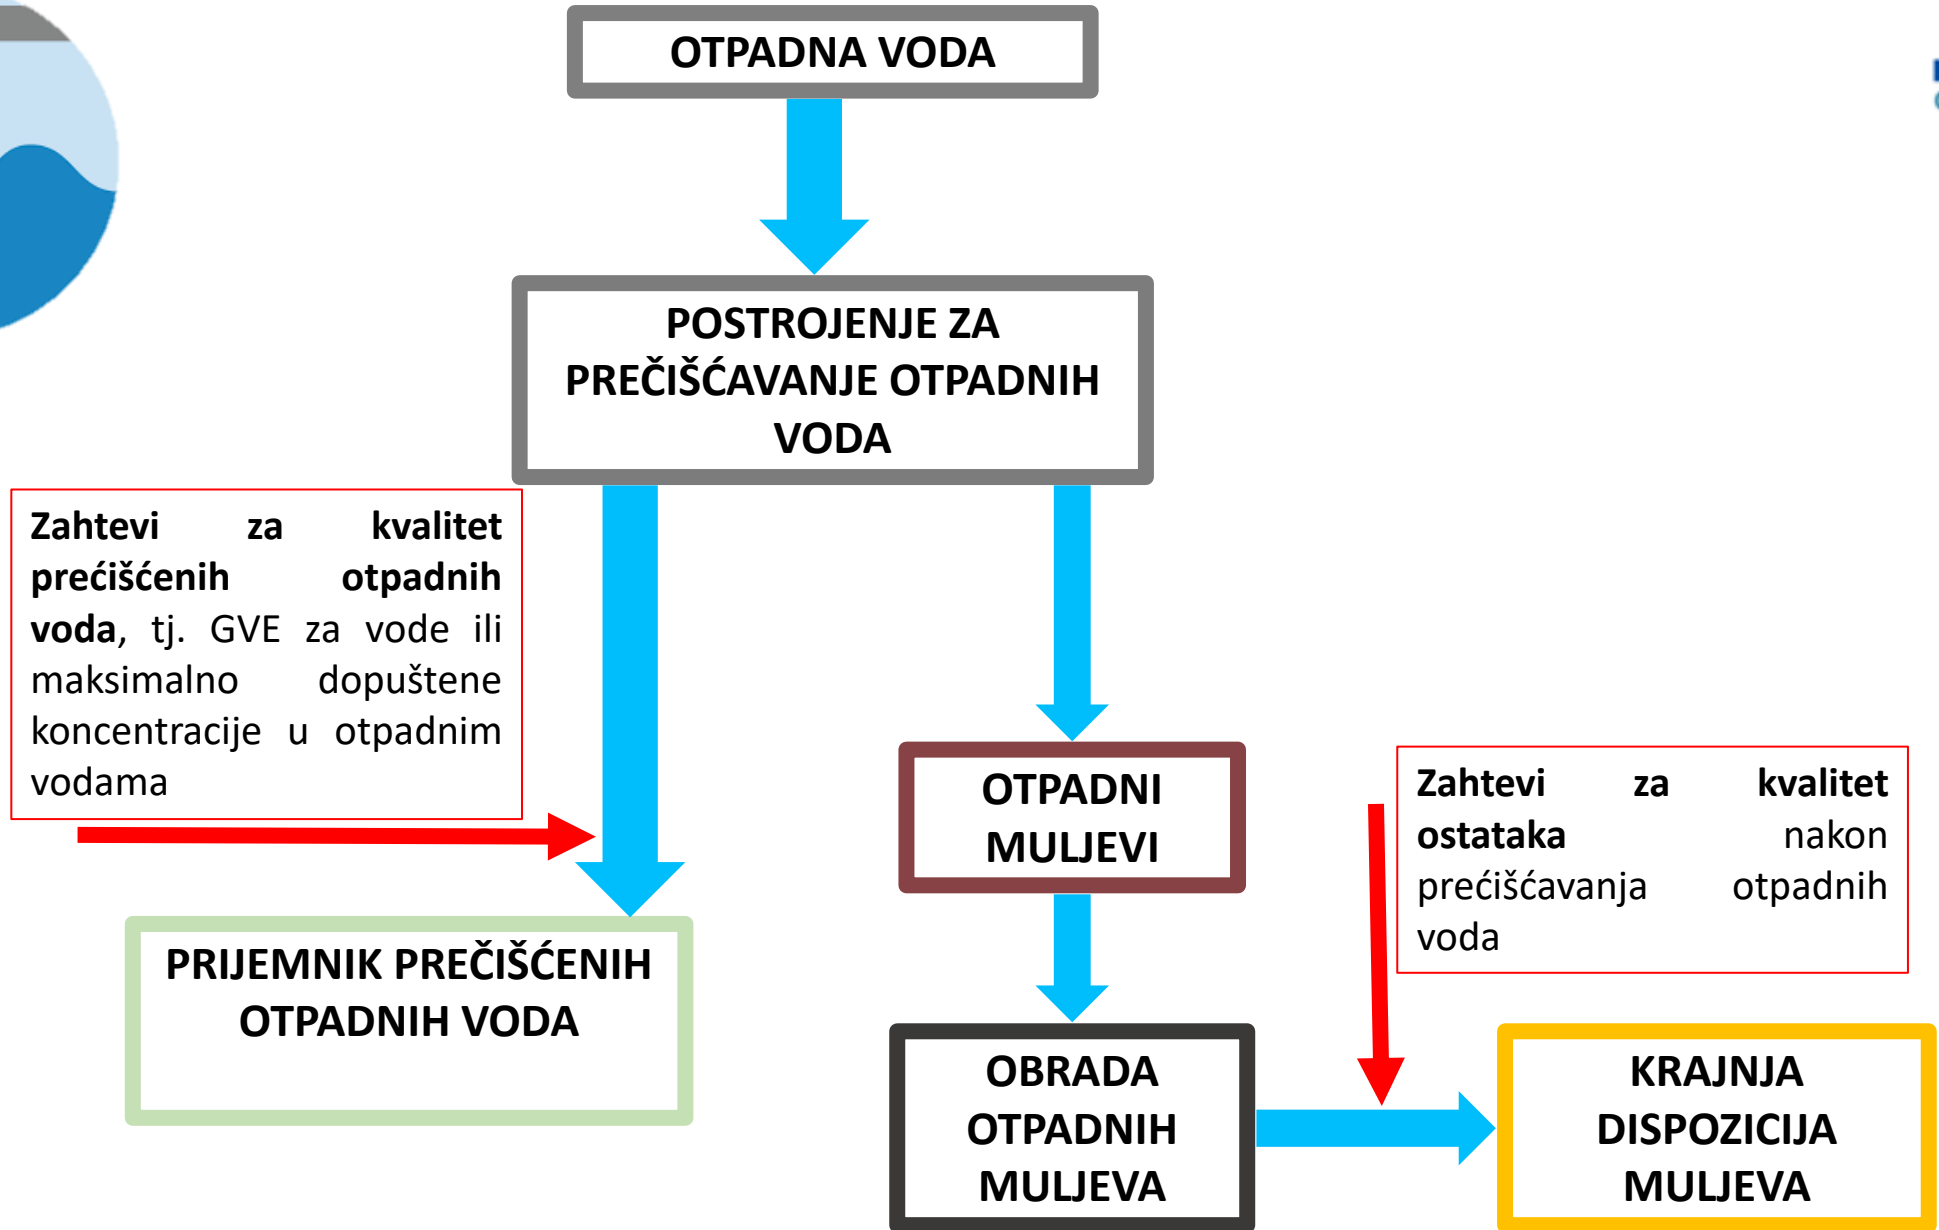 OTPADNA VODA
POSTROJENJE ZA
PREČIŠĆAVANJE OTPADNIH
VODA
Zahtevi za kvalitet
prećišćenih otpadnih
voda, tj. GVE za vode ili
maksimalno dopuštene
koncentracije u otpadnim
vodama
OTPADNI
MULJEVI
Zahtevi za kvalitet
ostataka nakon
prećišćavanja otpadnih
voda
PRIJEMNIK PREČIŠĆENIH
OTPADNIH VODA
OBRADA
OTPADNIH
MULJEVA
KRAJNJA
DISPOZICIJA
MULJEVA